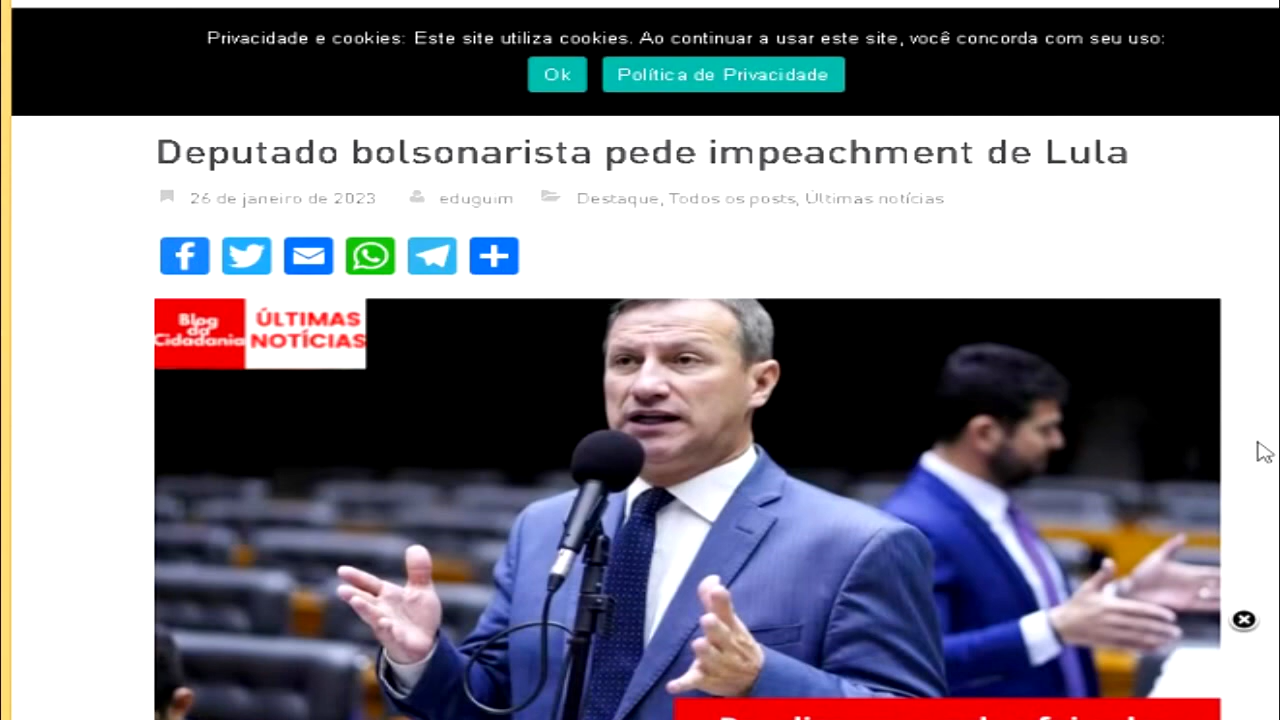 Privacidade e cookies: Este site utiliza cookies. Ao continuar a usar este site, você concorda com seu uso:
Ok Política de Privacidade
Deputado bolsonarista pede impeachment de Lula
26 de janeiro de 2023 eduguim Destaque, Todos os posts, Últimas notícias
Blog
da
Cidadania
ÚLTIMAS
NOTÍCIAS